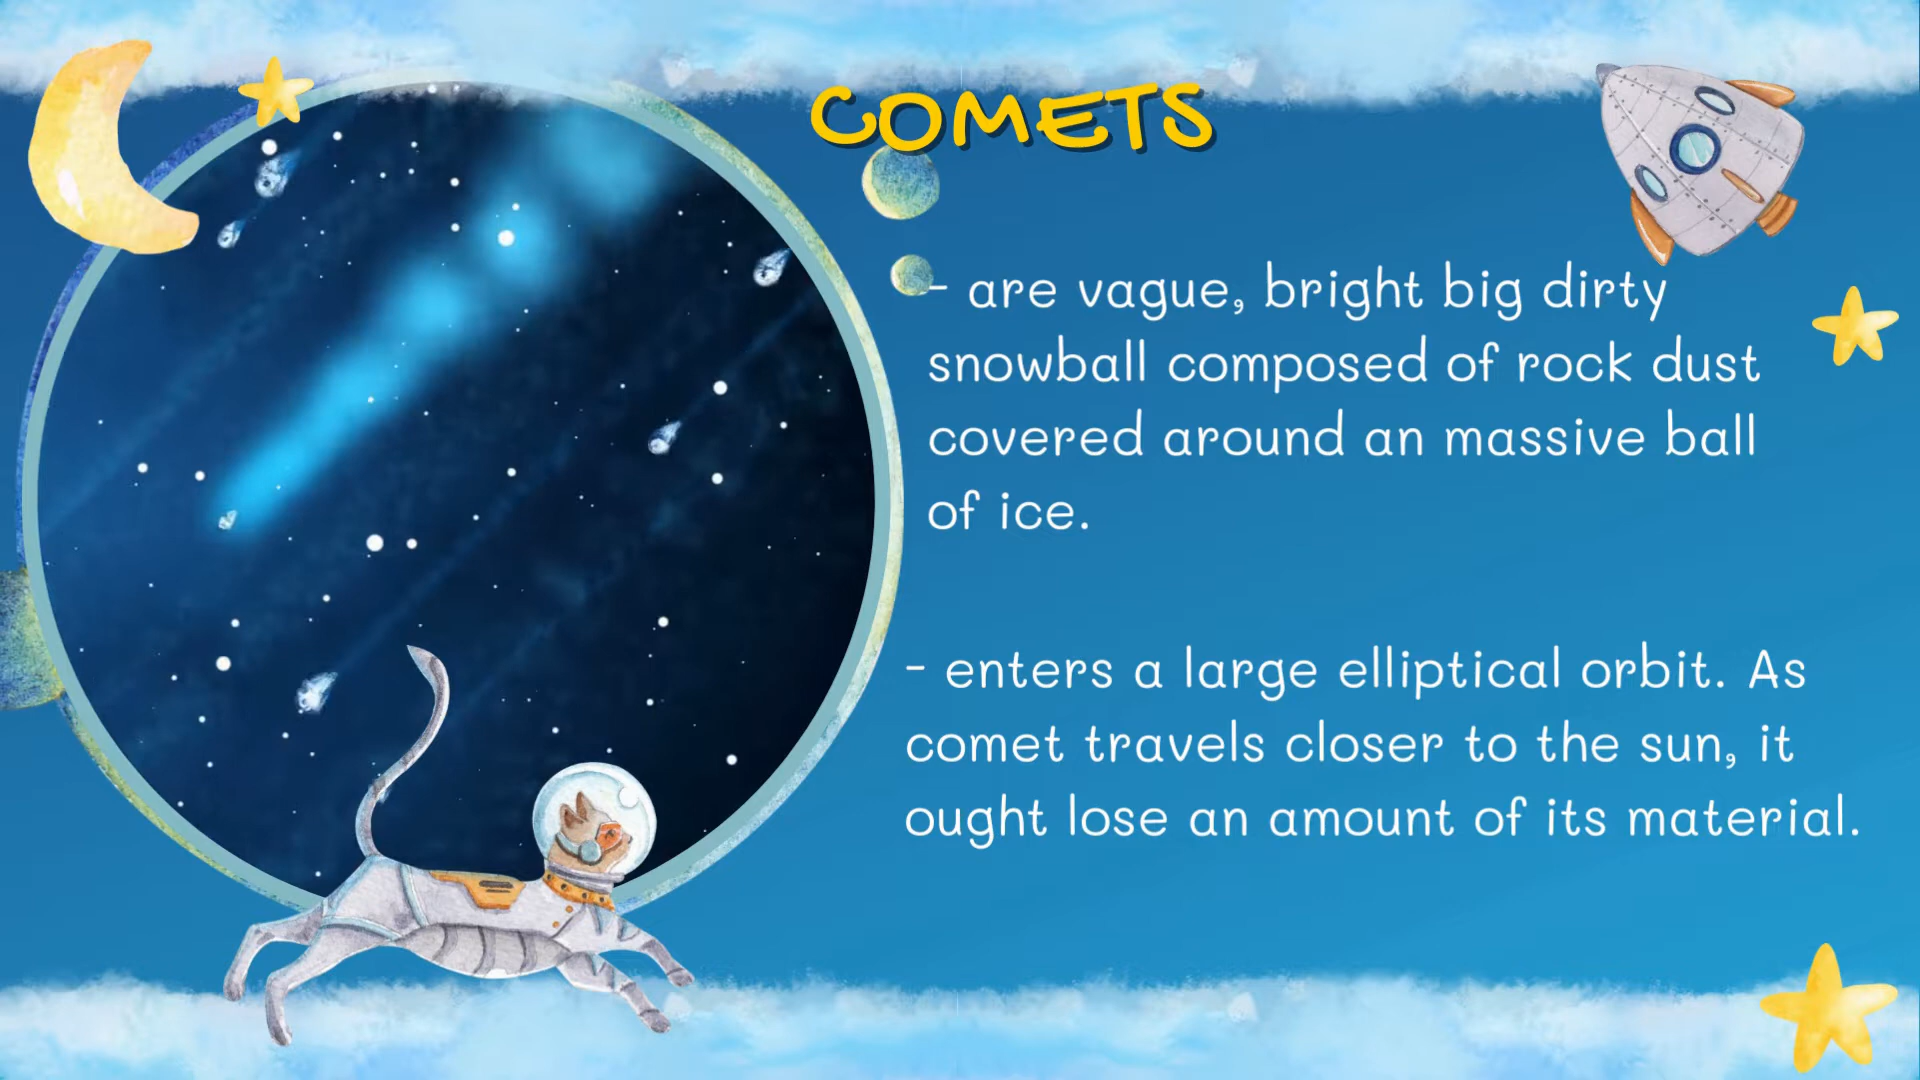 COMETS
- are vague, bright big dirty
snowball composed of rock dust
covered around an massive ball
of ice.
- enters a large elliptical orbit. As
comet travels closer to the sun, it
ought lose an amount of its material.